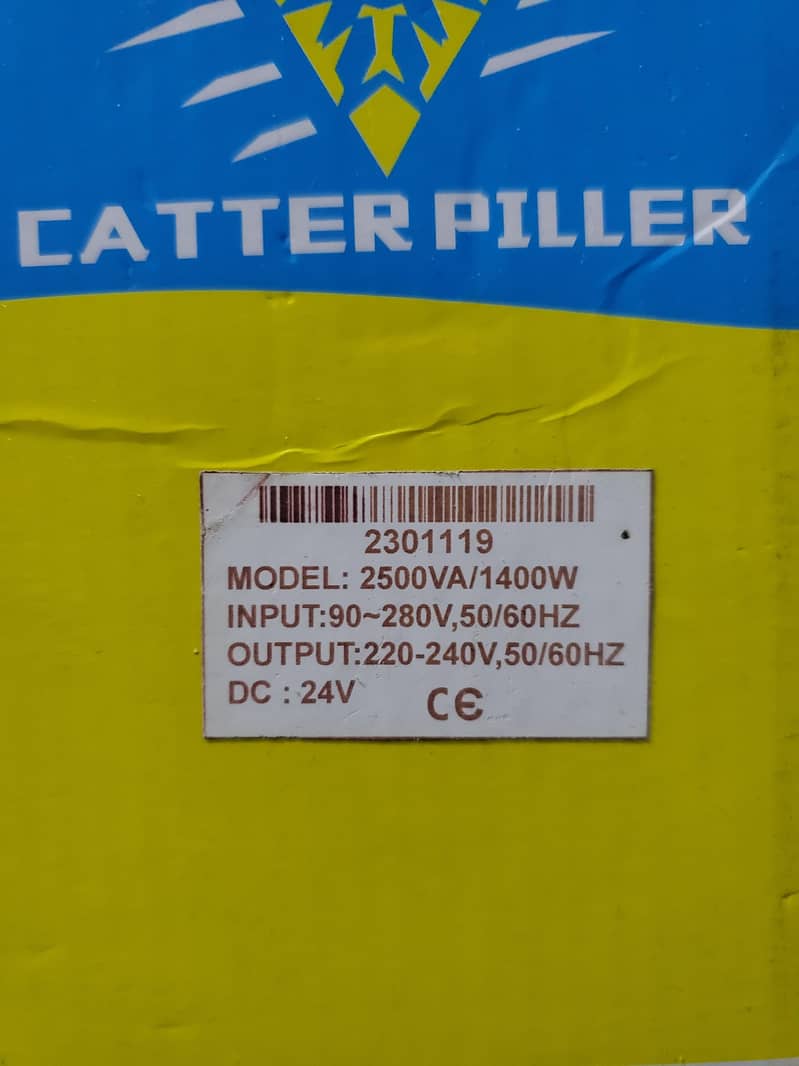 CATTER PILLER
2301119
MODEL: 2500VA/1400W
INPUT:90~280V,50/60HZ
OUTPUT:220-240V,50/60HZ
DC : 24V CE